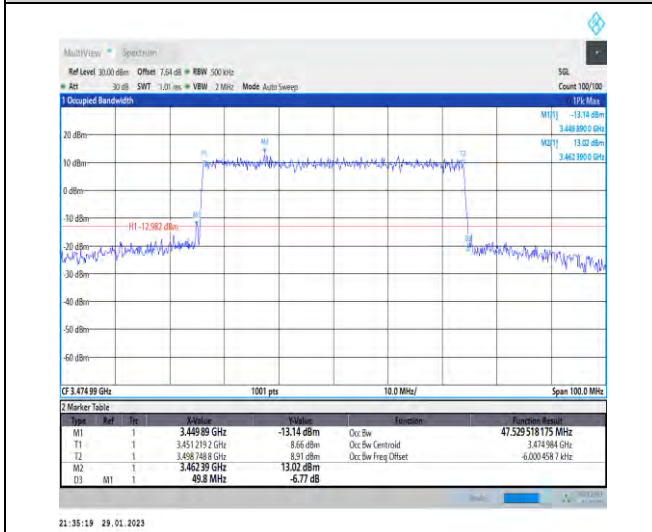 MultiView Spectrum
Ref Level 30.00 dBm Offset 7.64 dB RBW 500 kHz SGL
Att 30 dB SWT 1.01 ms VBW 2 MHz Mode Auto Sweep Count 100/100
1 Occupied Bandwidth 1Pk Max
M1[1] -13.14 dBm
3.449 890 0 GHz
M2[1] 13.02 dBm
3.462 390 0 GHz
20 dBm
M2
T1 T2
10 dBm
0 dBm
-10 dBm
M1
H1 -12.982 dBm
D3
-20 dBm
-30 dBm
-40 dBm
-50 dBm
-60 dBm
CF 3.474 99 GHz 1001 pts 10.0 MHz/ Span 100.0 MHz
2 Marker Table
Type Ref Trc X-Value Y-Value Function Function Result
M1 1 3.449 89 GHz -13.14 dBm Occ Bw 47.529 518 175 MHz
T1 1 3.451 219 2 GHz 8.66 dBm Occ Bw Centroid 3.474 984 GHz
T2 1 3.498 748 8 GHz 8.91 dBm Occ Bw Freq Offset -6.000 458 7 kHz
M2 1 3.462 39 GHz 13.02 dBm
D3 M1 1 49.8 MHz -6.77 dB
21:35:19 29.01.2023